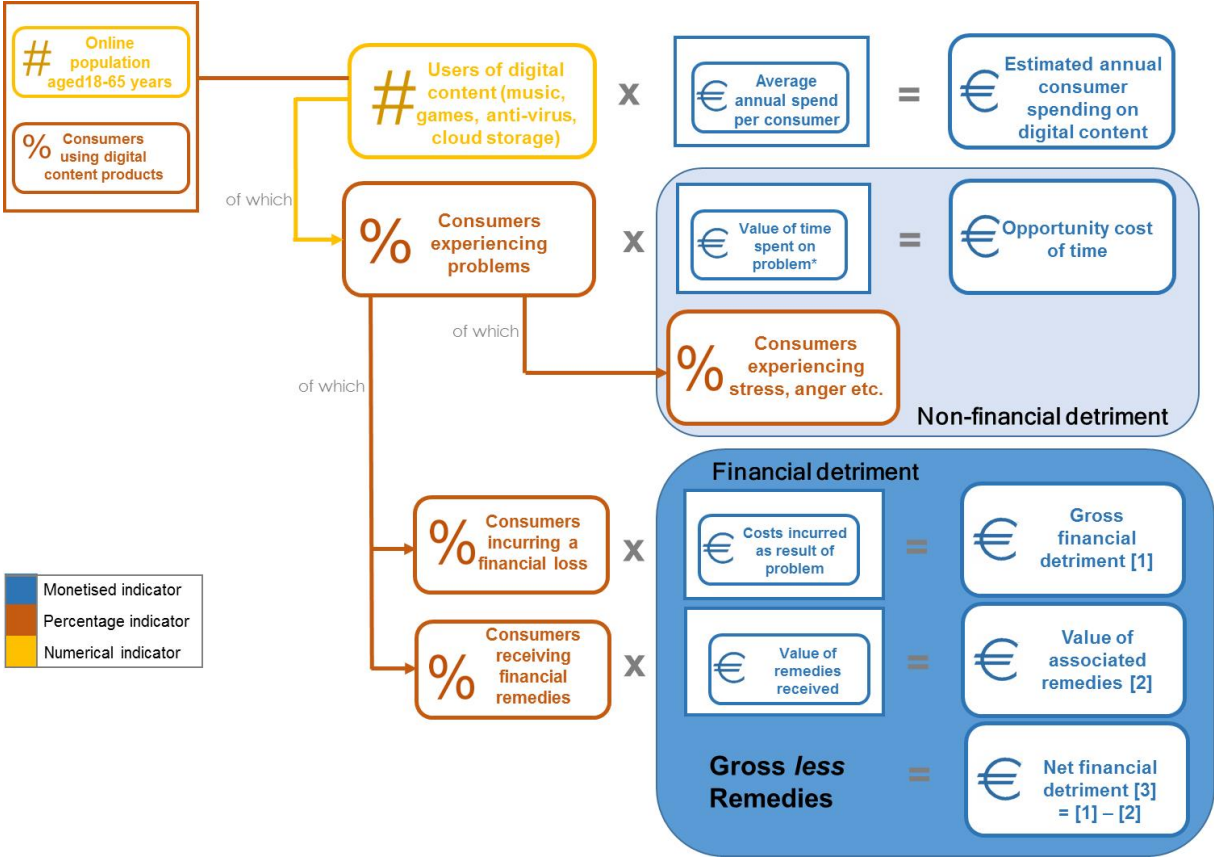 #
Online
population
aged18-65 years
%
Consumers
using digital
content products
#
Users of digital
content (music,
games, anti-virus,
cloud storage)
x
€
Average
annual spend
per consumer
=
€
Estimated annual
consumer
spending on
digital content
of which
%
Consumers
experiencing
problems
x
€
Value of time
spent on
problem*
=
€
Opportunity cost
of time
of which
%
Consumers
experiencing
stress, anger etc.
Non-financial detriment
of which
Financial detriment
%
Consumers
incurring a
financial loss
x
€
Costs incurred
as result of
problem
=
€
Gross
financial
detriment [1]
Monetised indicator
Percentage indicator
Numerical indicator
%
Consumers
receiving
financial
remedies
x
€
Value of
remedies
received
=
€
Value of
associated
remedies [2]
Gross less
Remedies
=
€
Net financial
detriment [3]
= [1] – [2]